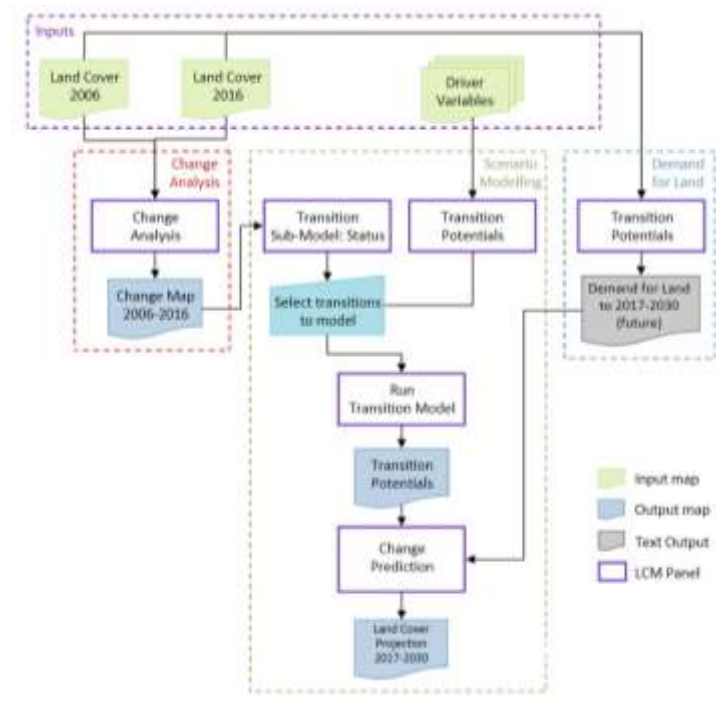 Inputs
Land Cover
2006
Land Cover
2016
Driver
Variables
Change
Analysis
Scenario
Modelling
Demand
for Land
Change
Analysis
Transition
Sub-Model: Status
Transition
Potentials
Transition
Potentials
Change Map
2006-2016
Select transitions
to model
Demand for Land
to 2017-2030
(future)
Run
Transition Model
Transition
Potentials
Change
Prediction
Land Cover
Projection
2017-2030
Input map
Output map
Text Output
LCM Panel